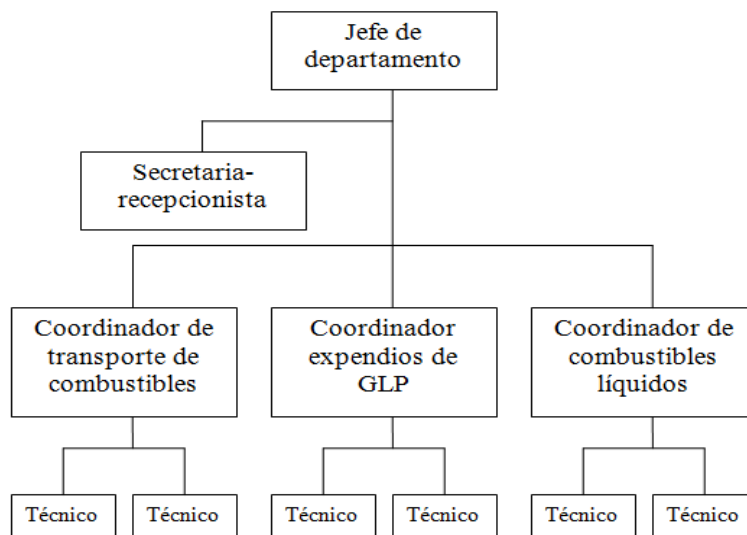 Jefe de
departamento
Secretaria-
recepcionista
Coordinador de
transporte de
combustibles
Coordinador
expendios de
GLP
Coordinador de
combustibles
líquidos
Técnico
Técnico
Técnico
Técnico
Técnico
Técnico